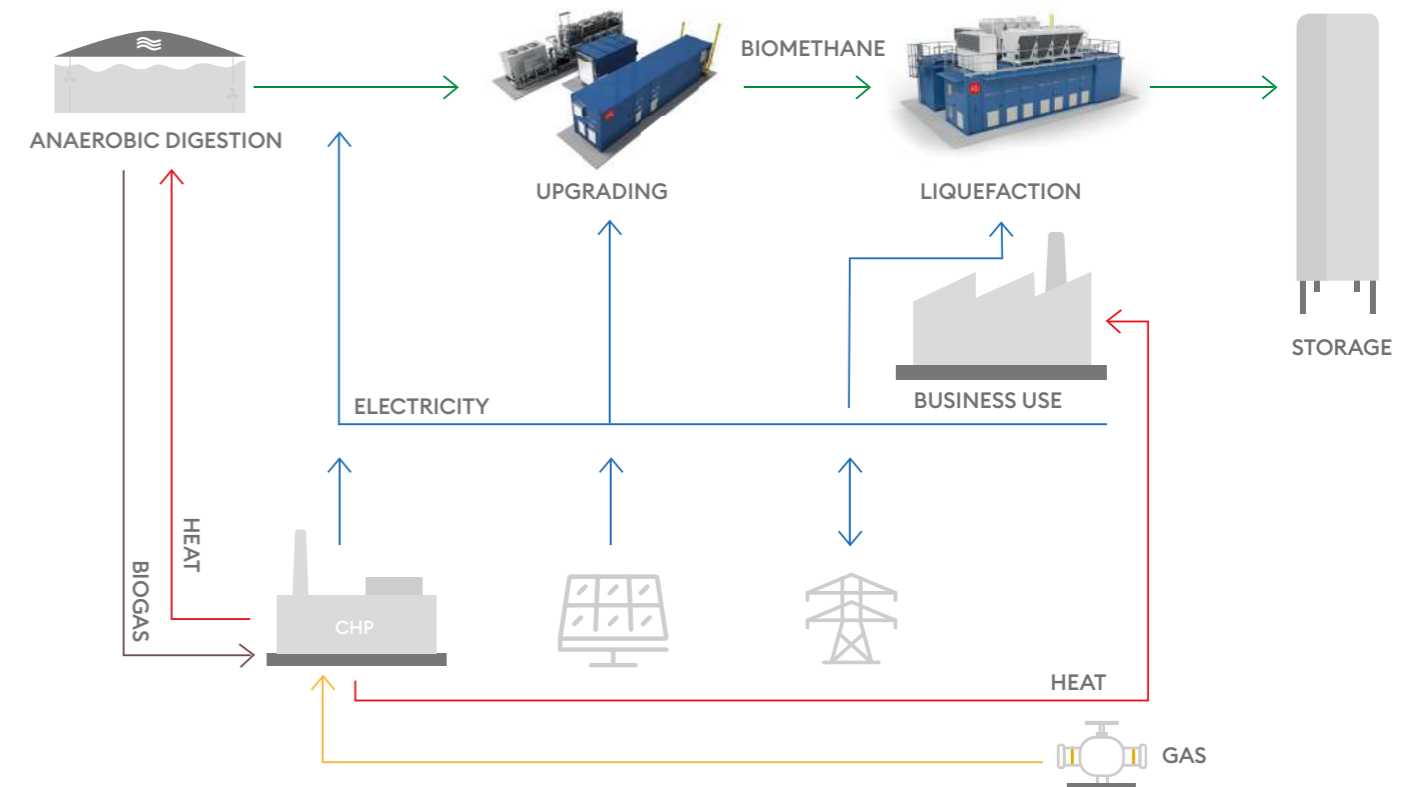 BIOMETHANE
ANAEROBIC DIGESTION
UPGRADING
LIQUEFACTION
STORAGE
ELECTRICITY
BUSINESS USE
HEAT
BIOGAS
CHP
HEAT
GAS